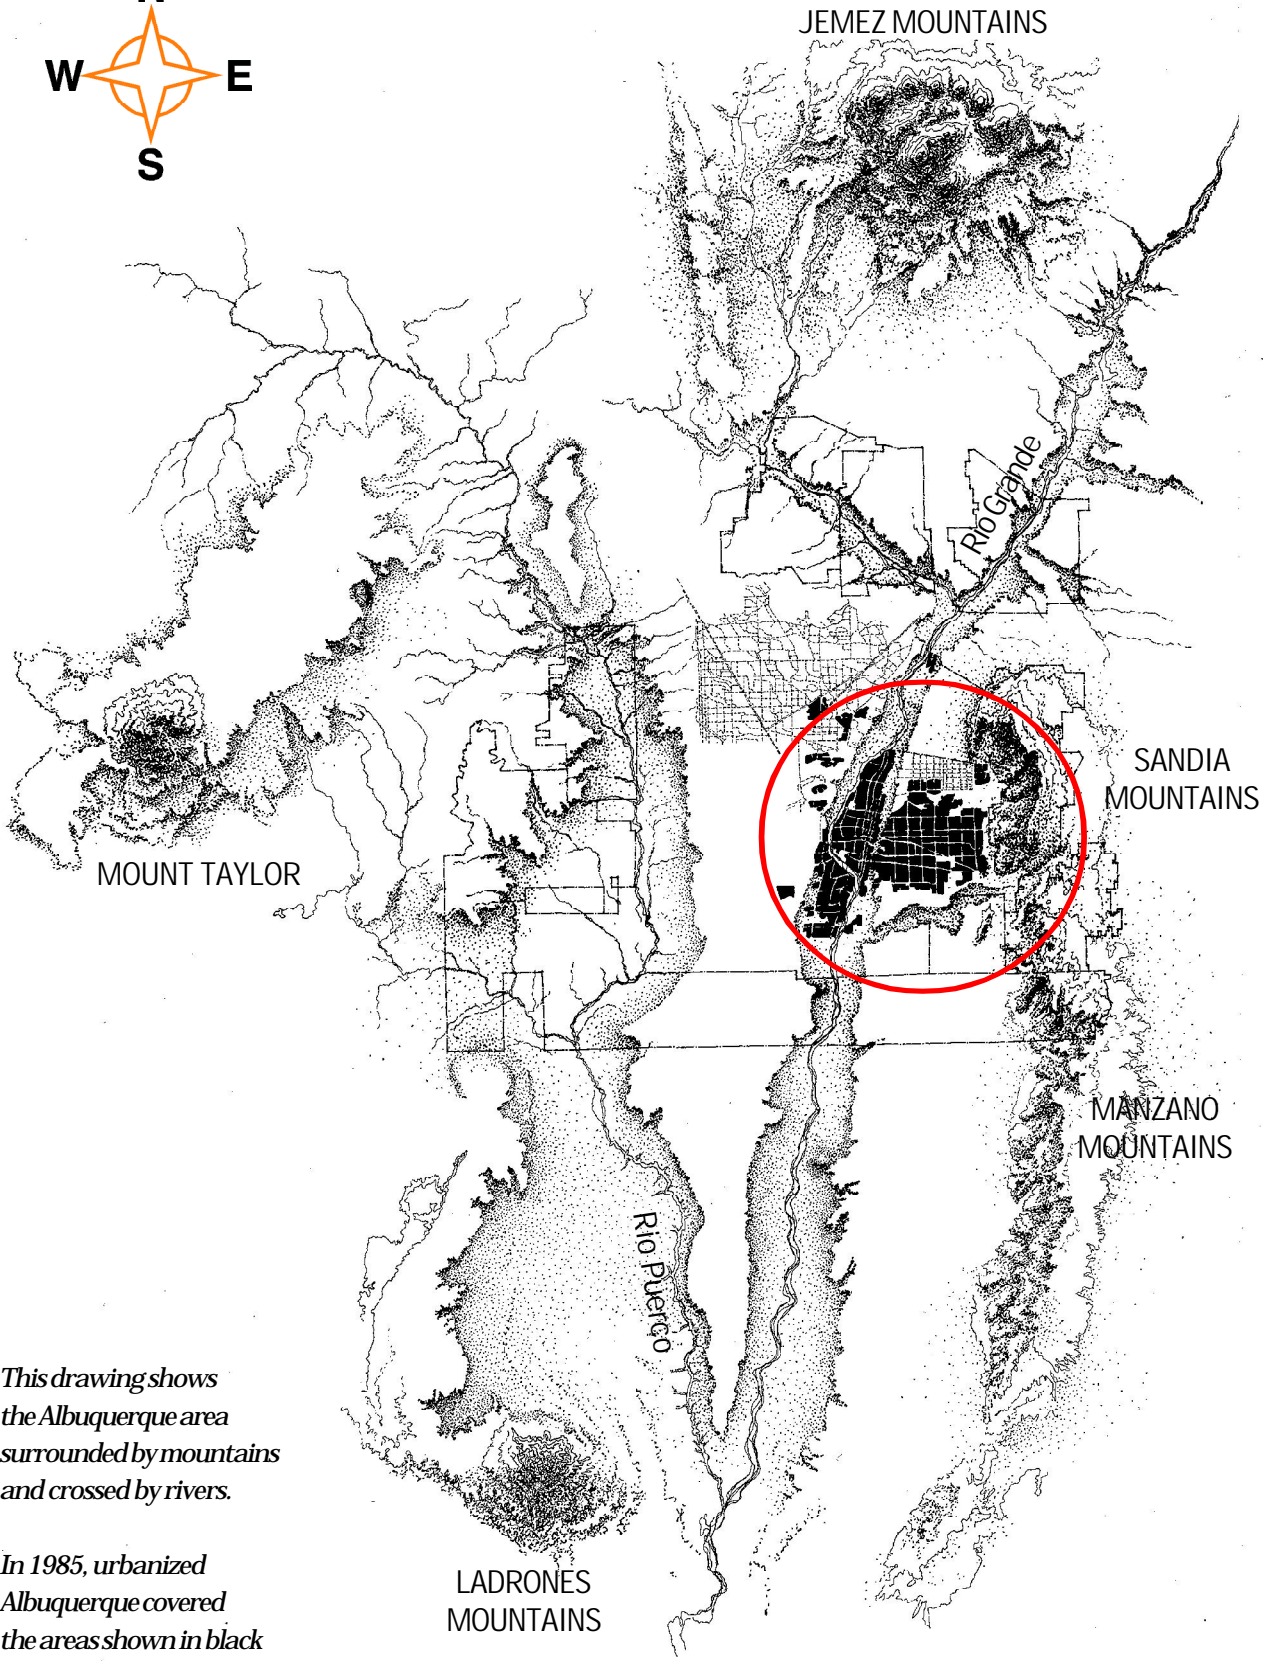 JEMEZ MOUNTAINS
W E
S
Rio Grande
SANDIA
MOUNTAINS
MOUNT TAYLOR
MANZANO
MOUNTAINS
Rio Puerco
This drawing shows
the Albuquerque area
surrounded by mountains
and crossed by rivers.
In 1985, urbanized
Albuquerque covered
the areas shown in black
LADRONES
MOUNTAINS